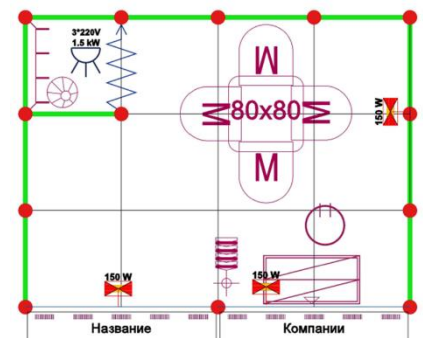 3*220V
1.5 kW
M
M 80x80 M
M
150 W
150 W
150 W
Название
Компании